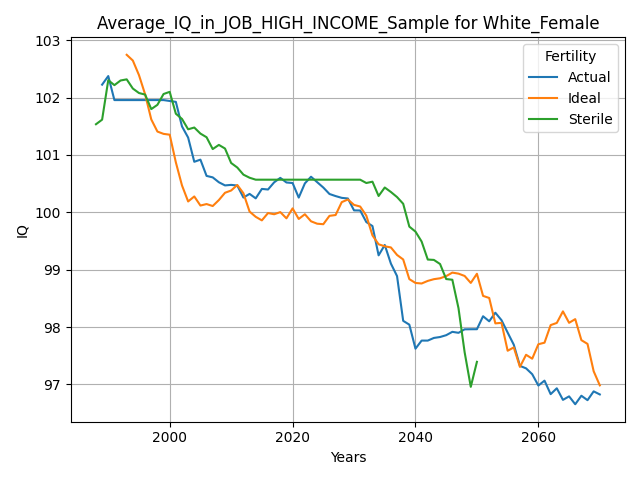 Average_IQ_in_JOB_HIGH_INCOME_Sample for White_Female
103
102
101
100
99
98
97
IQ
2000
2020
2040
2060
Years
Fertility
Actual
Ideal
Sterile